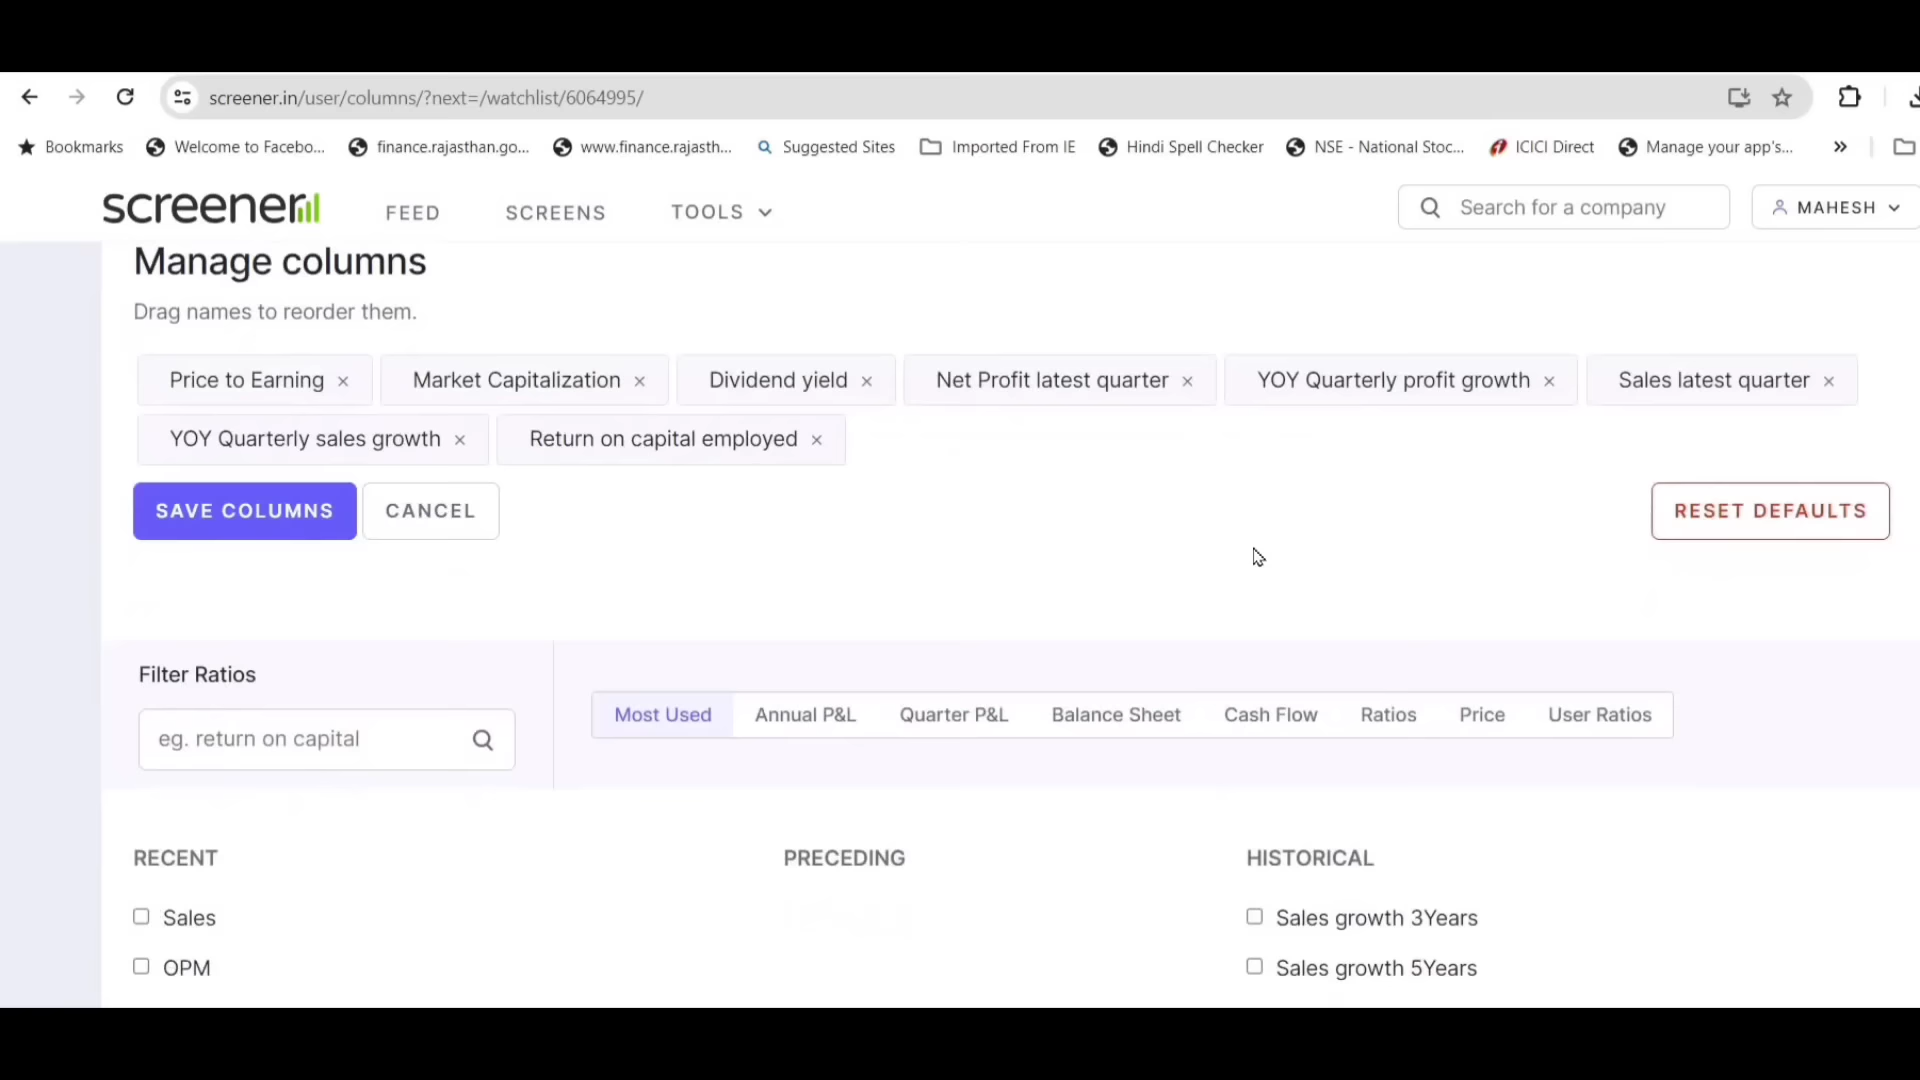 screener.in/user/columns/?next=/watchlist/6064995/
Bookmarks Welcome to Facebo... finance.rajasthan.go... www.finance.rajasth... Suggested Sites Imported From IE Hindi Spell Checker NSE - National Stoc... ICICI Direct Manage your app's... »
screener FEED SCREENS TOOLS Search for a company MAHESH
Manage columns
Drag names to reorder them.
Price to Earning × Market Capitalization × Dividend yield × Net Profit latest quarter × YOY Quarterly profit growth × Sales latest quarter ×
YOY Quarterly sales growth × Return on capital employed ×
SAVE COLUMNS CANCEL RESET DEFAULTS
Filter Ratios
Most Used Annual P&L Quarter P&L Balance Sheet Cash Flow Ratios Price User Ratios
eg. return on capital
RECENT PRECEDING HISTORICAL
Sales Sales growth 3Years
OPM Sales growth 5Years